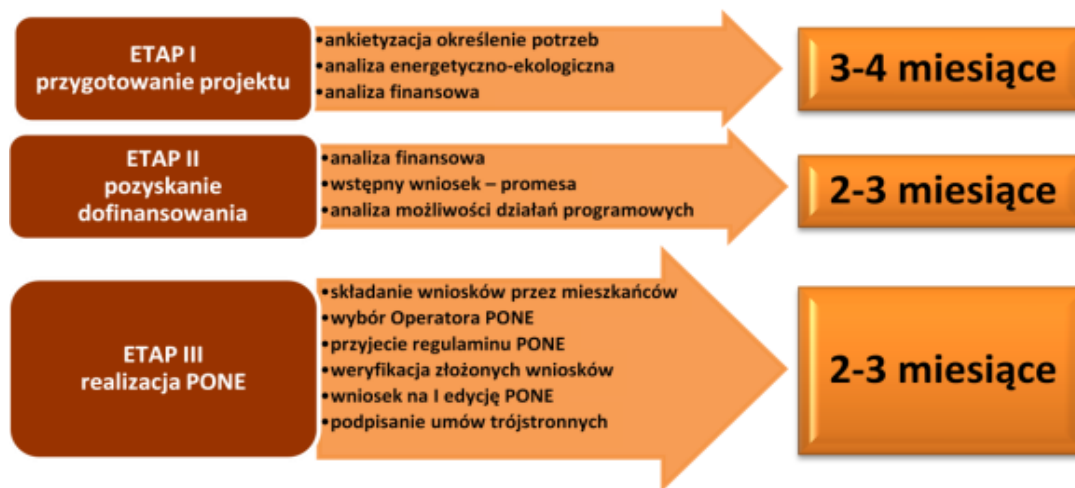 ETAP I
przygotowanie projektu
•ankietyzacja określenie potrzeb
•analiza energetyczno-ekologiczna
•analiza finansowa
3-4 miesiące
ETAP II
pozyskanie
dofinansowania
•analiza finansowa
•wstępny wniosek – promesa
•analiza możliwości działań programowych
2-3 miesiące
ETAP III
realizacja PONE
•składanie wniosków przez mieszkańców
•wybór Operatora PONE
•przyjecie regulaminu PONE
•weryfikacja złożonych wniosków
•wniosek na I edycję PONE
•podpisanie umów trójstronnych
2-3 miesiące